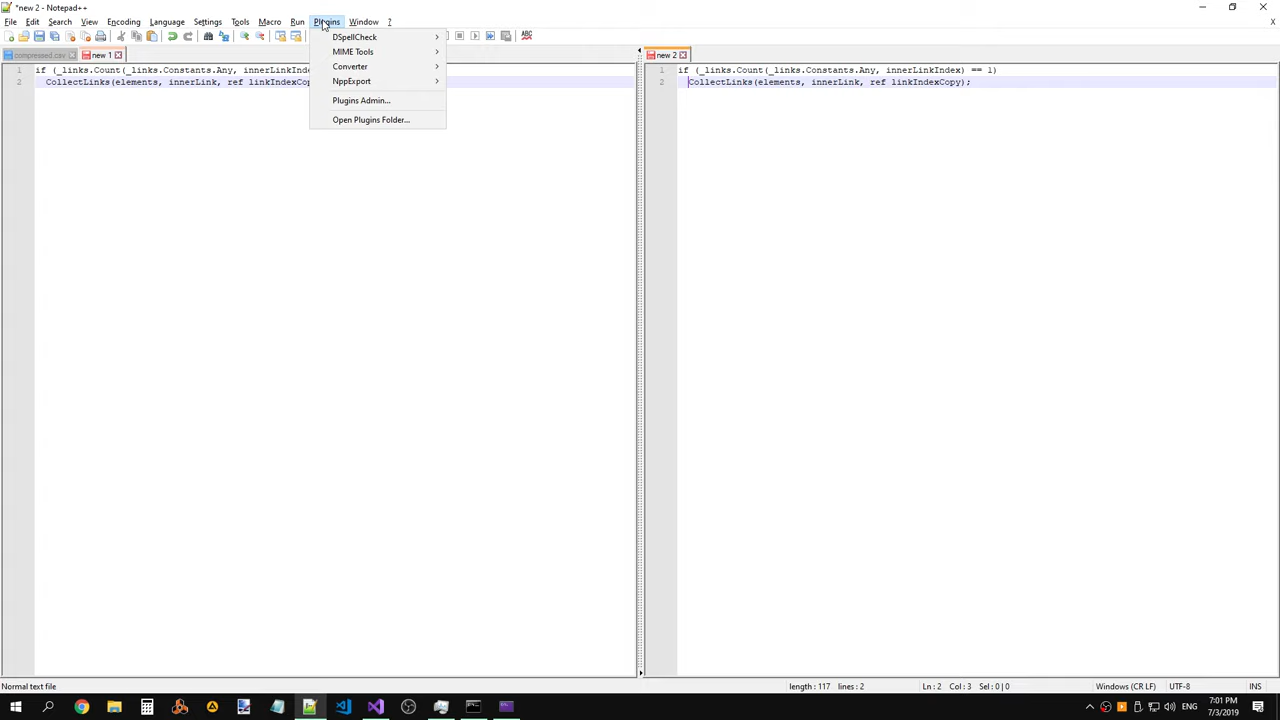 *new 2 - Notepad++
File Edit Search View Encoding Language Settings Tools Macro Run Plugins Window ?
ABC
compressed.csv new 1 new 2
DSpellCheck
MIME Tools
Converter
NppExport
Plugins Admin...
Open Plugins Folder...
1 if (_links.Count(_links.Constants.Any, innerLinkInd
2 CollectLinks(elements, innerLink, ref linkIndexCop
1 if (_links.Count(_links.Constants.Any, innerLinkIndex) == 1)
2 CollectLinks(elements, innerLink, ref linkIndexCopy);
Normal text file length : 117 lines : 2 Ln : 2 Col : 3 Sel : 0 | 0 Windows (CR LF) UTF-8 INS
ENG 7:01 PM
7/3/2019